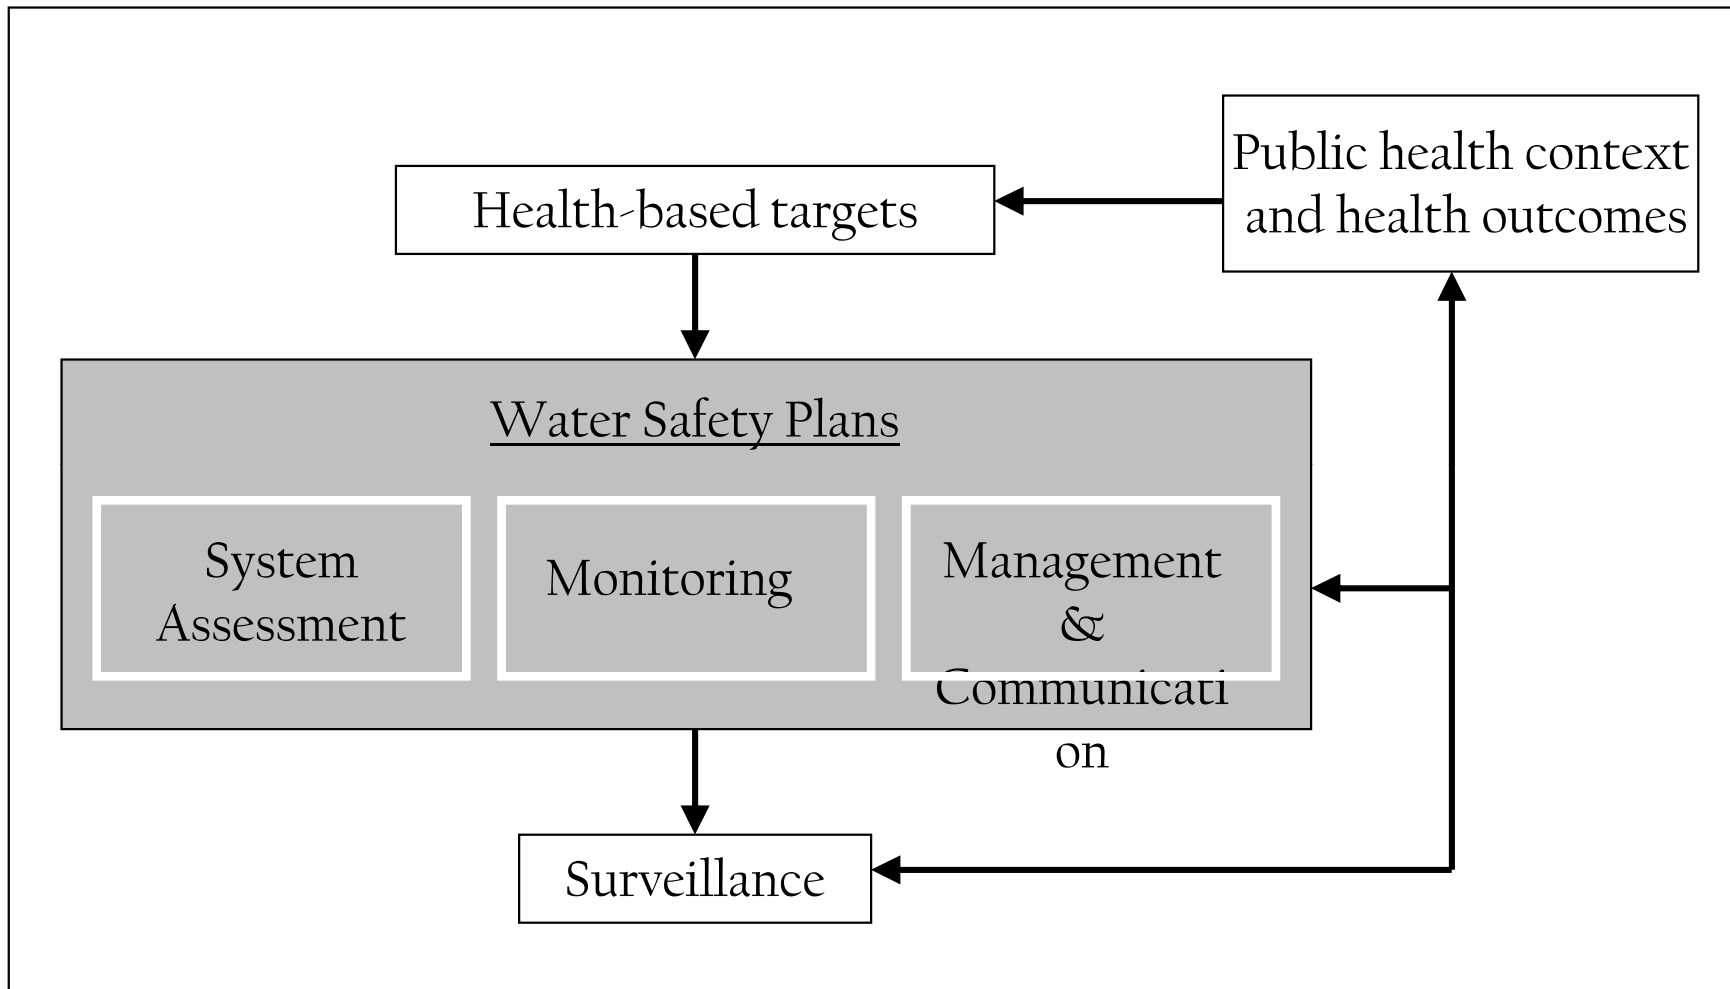 Public health context
and health outcomes
Health-based targets
Water Safety Plans
System
Assessment
Monitoring
Management
&
Communicati
on
Surveillance